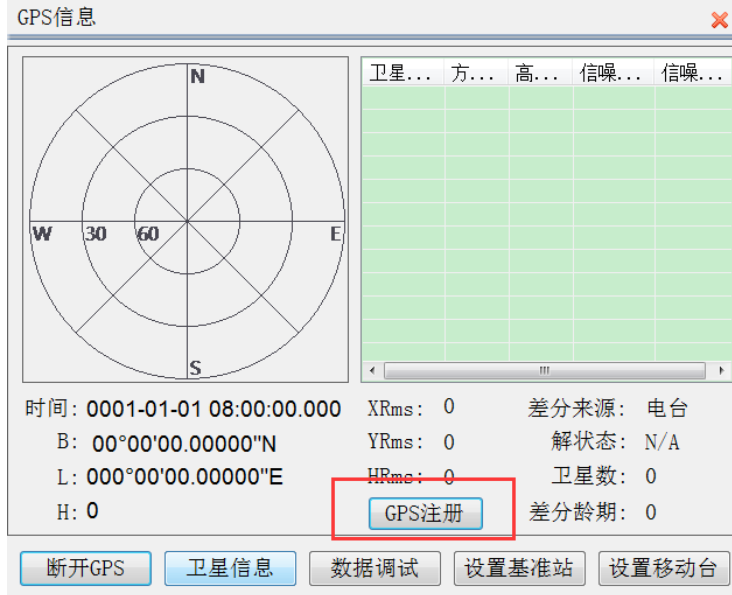 GPS信息
N
W 30 60 E
S
卫星... 方... 高... 信噪... 信噪...
时间: 0001-01-01 08:00:00.000 XRms: 0 差分来源: 电台
B: 00°00'00.00000"N YRms: 0 解状态: N/A
L: 000°00'00.00000"E HRms: 0 卫星数: 0
H: 0 GPS注册 差分龄期: 0
断开GPS 卫星信息 数据调试 设置基准站 设置移动台